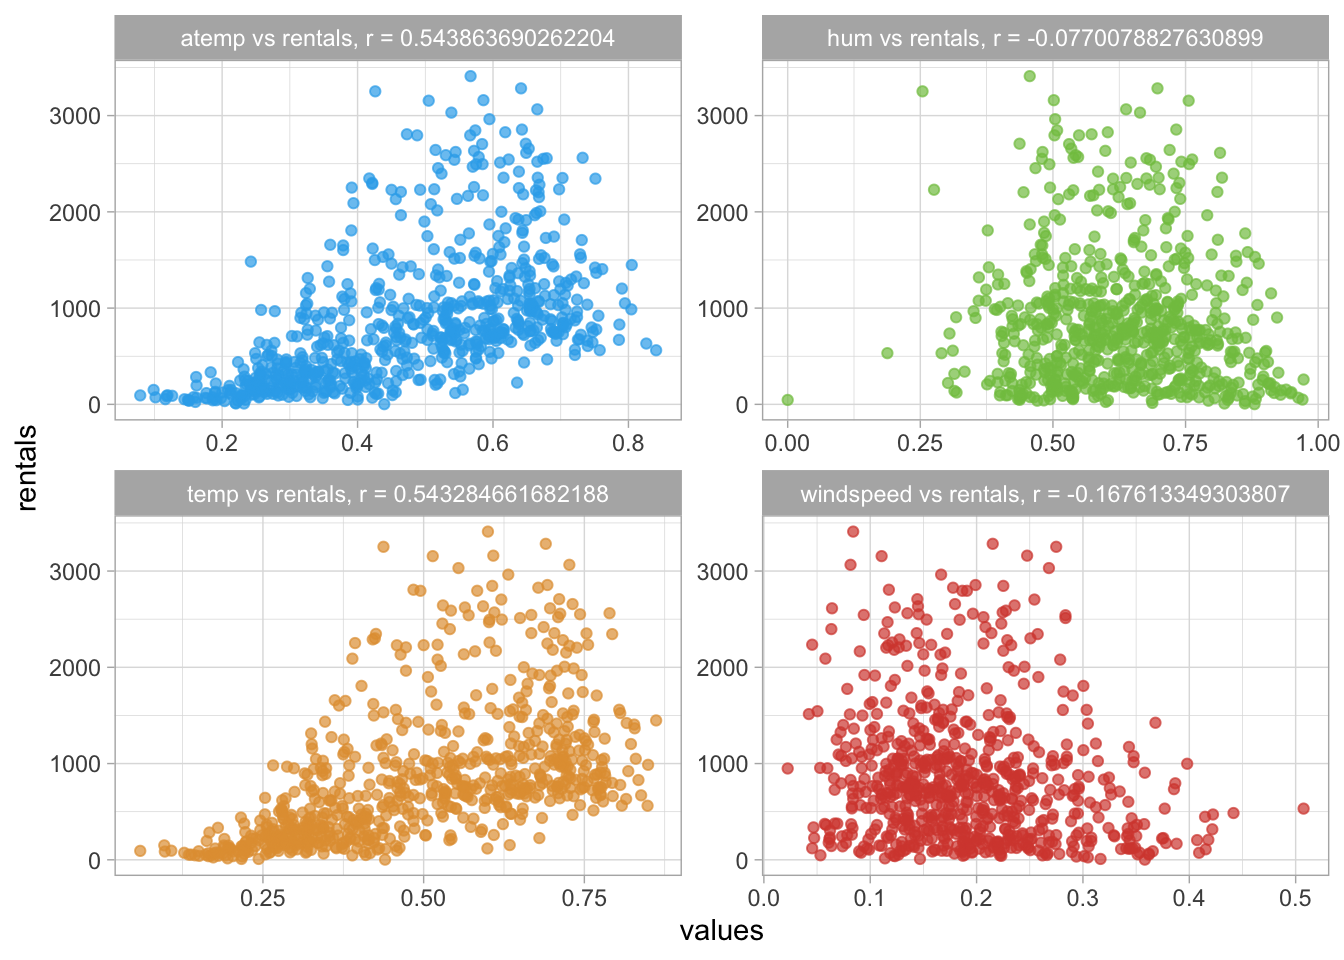 atemp vs rentals, r = 0.543863690262204
hum vs rentals, r = -0.0770078827630899
3000
2000
1000
0
3000
2000
1000
0
0.2 0.4 0.6 0.8
0.00 0.25 0.50 0.75 1.00
rentals
temp vs rentals, r = 0.543284661682188
windspeed vs rentals, r = -0.167613349303807
3000
2000
1000
0
3000
2000
1000
0
0.25 0.50 0.75
0.0 0.1 0.2 0.3 0.4 0.5
values